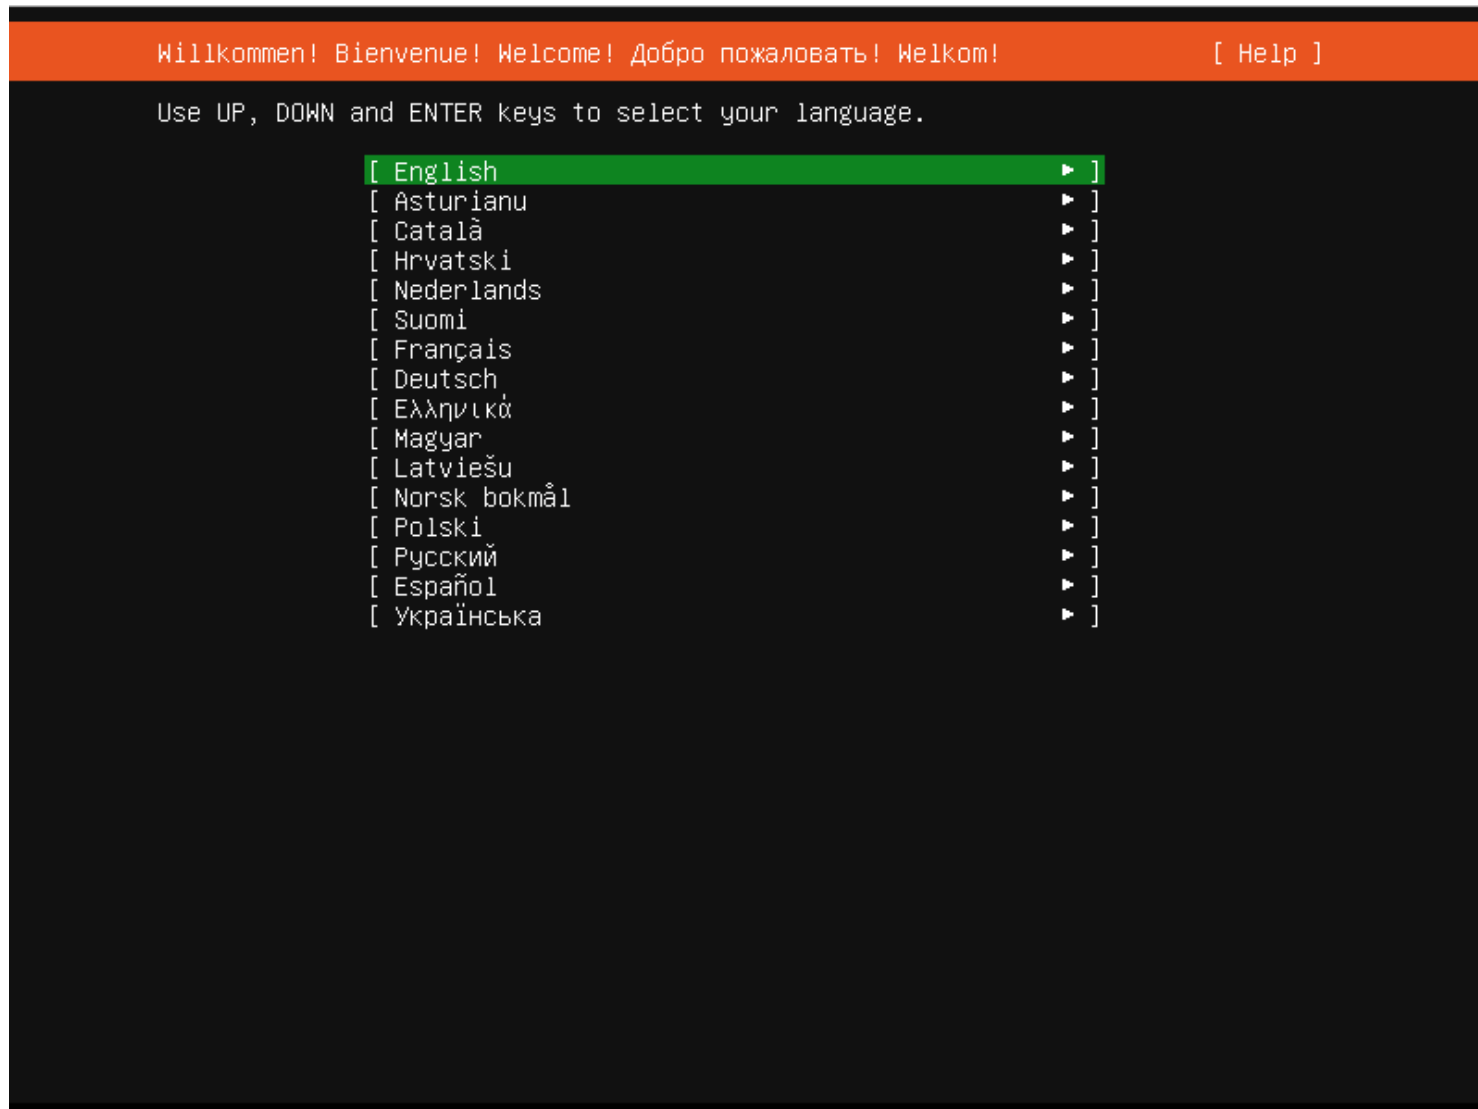 Willkommen! Bienvenue! Welcome! Добро пожаловать! Welkom! [ Help ]
Use UP, DOWN and ENTER keys to select your language.
[ English ► ]
[ Asturianu ► ]
[ Català ► ]
[ Hrvatski ► ]
[ Nederlands ► ]
[ Suomi ► ]
[ Français ► ]
[ Deutsch ► ]
[ Ελληνικά ► ]
[ Magyar ► ]
[ Latviešu ► ]
[ Norsk bokmål ► ]
[ Polski ► ]
[ Русский ► ]
[ Español ► ]
[ Українська ► ]